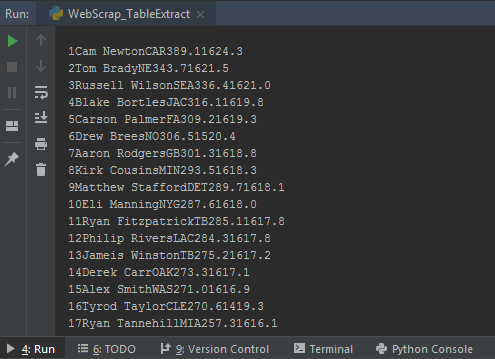 Run: WebScrap_TableExtract ×
1Cam NewtonCAR389.11624.3
2Tom BradyNE343.71621.5
3Russell WilsonSEA336.41621.0
4Blake BortlesJAC316.11619.8
5Carson PalmerFA309.21619.3
6Drew BreesNO306.51520.4
7Aaron RodgersGB301.31618.8
8Kirk CousinsMIN293.51618.3
9Matthew StaffordDET289.71618.1
10Eli ManningNYG287.61618.0
11Ryan FitzpatrickTB285.11617.8
12Philip RiversLAC284.31617.8
13Jameis WinstonTB275.21617.2
14Derek CarrOAK273.31617.1
15Alex SmithWAS271.01616.9
16Tyrod TaylorCLE270.61419.3
17Ryan TannehillMIA257.31616.1
4: Run 6: TODO 9: Version Control Terminal Python Console